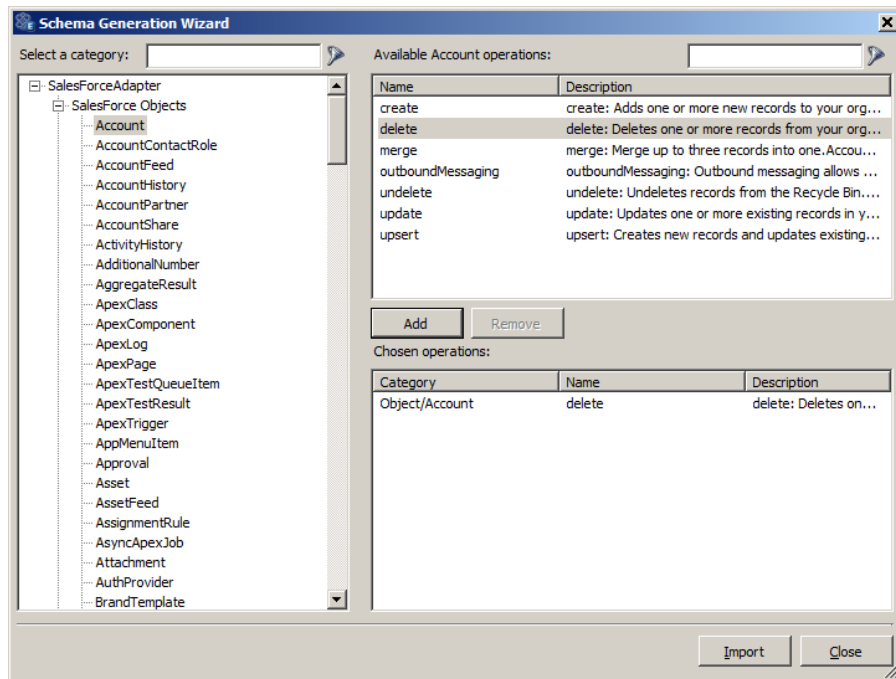 Schema Generation Wizard
Select a category:
SalesForceAdapter
SalesForce Objects
Account
AccountContactRole
AccountFeed
AccountHistory
AccountPartner
AccountShare
ActivityHistory
AdditionalNumber
AggregateResult
ApexClass
ApexComponent
ApexLog
ApexPage
ApexTestQueueItem
ApexTestResult
ApexTrigger
AppMenuItem
Approval
Asset
AssetFeed
AssignmentRule
AsyncApexJob
Attachment
AuthProvider
BrandTemplate
Available Account operations:
Name Description
create create: Adds one or more new records to your org...
delete delete: Deletes one or more records from your org...
merge merge: Merge up to three records into one.Accou...
outboundMessaging outboundMessaging: Outbound messaging allows ...
undelete undelete: Undeletes records from the Recycle Bin....
update update: Updates one or more existing records in y...
upsert upsert: Creates new records and updates existing...
Add Remove
Chosen operations:
Category Name Description
Object/Account delete delete: Deletes on...
Import Close